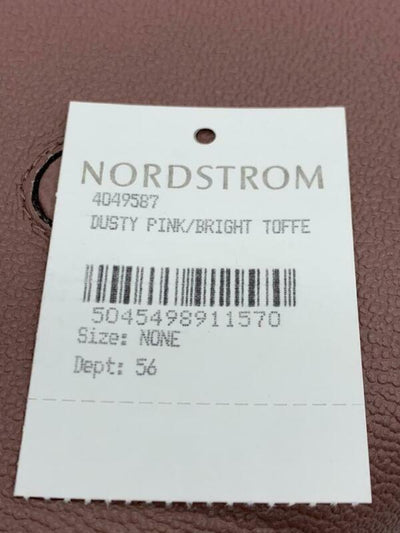 NORDSTROM
4049587
DUSTY PINK/BRIGHT TOFFE
5045498911570
Size: NONE
Dept: 56